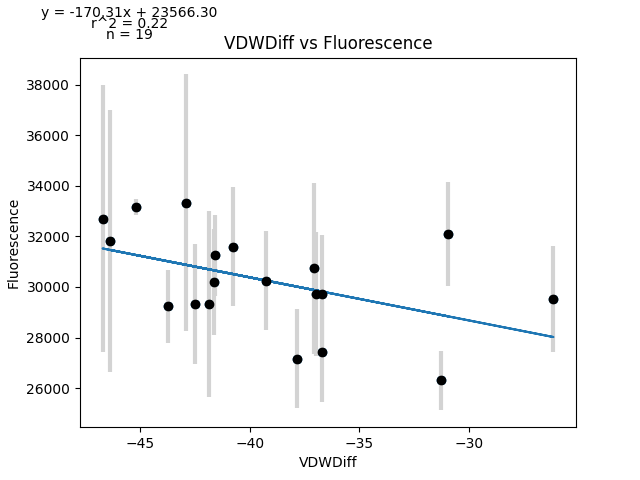 y = -170.31x + 23566.30
r^2 = 0.22
n = 19
VDWDiff vs Fluorescence
38000
36000
34000
32000
30000
28000
26000
Fluorescence
−45
−40
−35
−30
VDWDiff